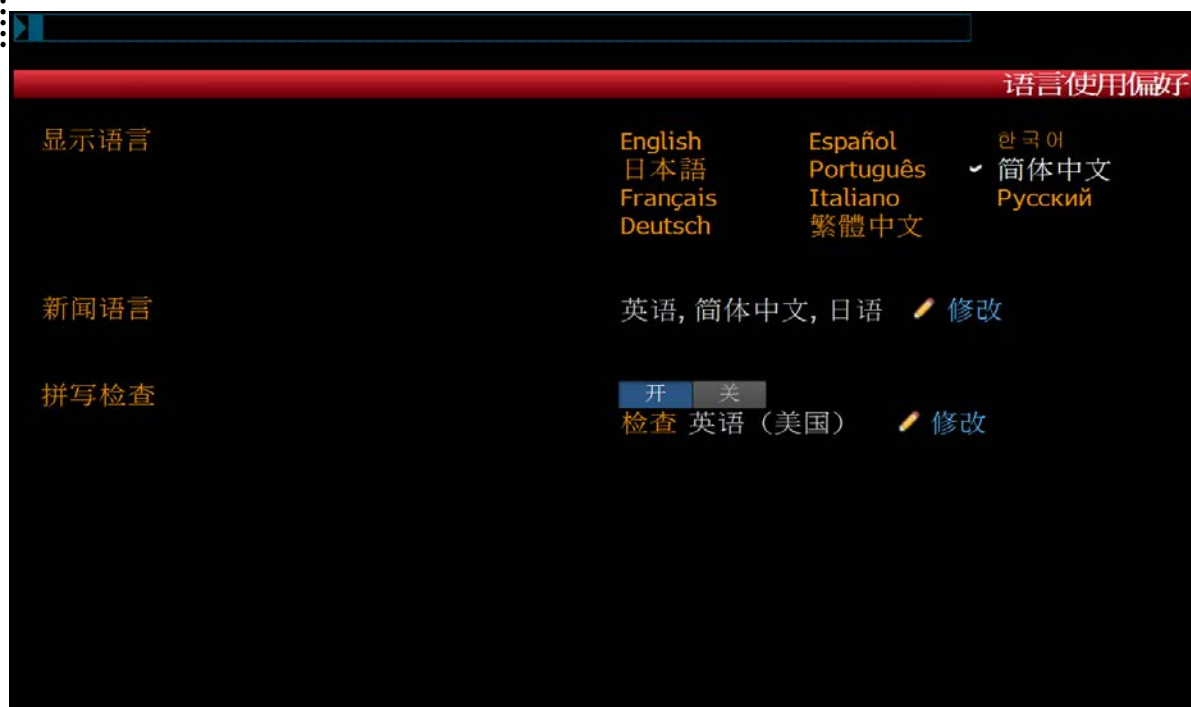 语言使用偏好
显示语言
English Español 한국어
日本語 Português 简体中文
Français Italiano Русский
Deutsch 繁體中文
新闻语言 英语, 简体中文, 日语 修改
拼写检查 开 关
检查 英语（美国） 修改